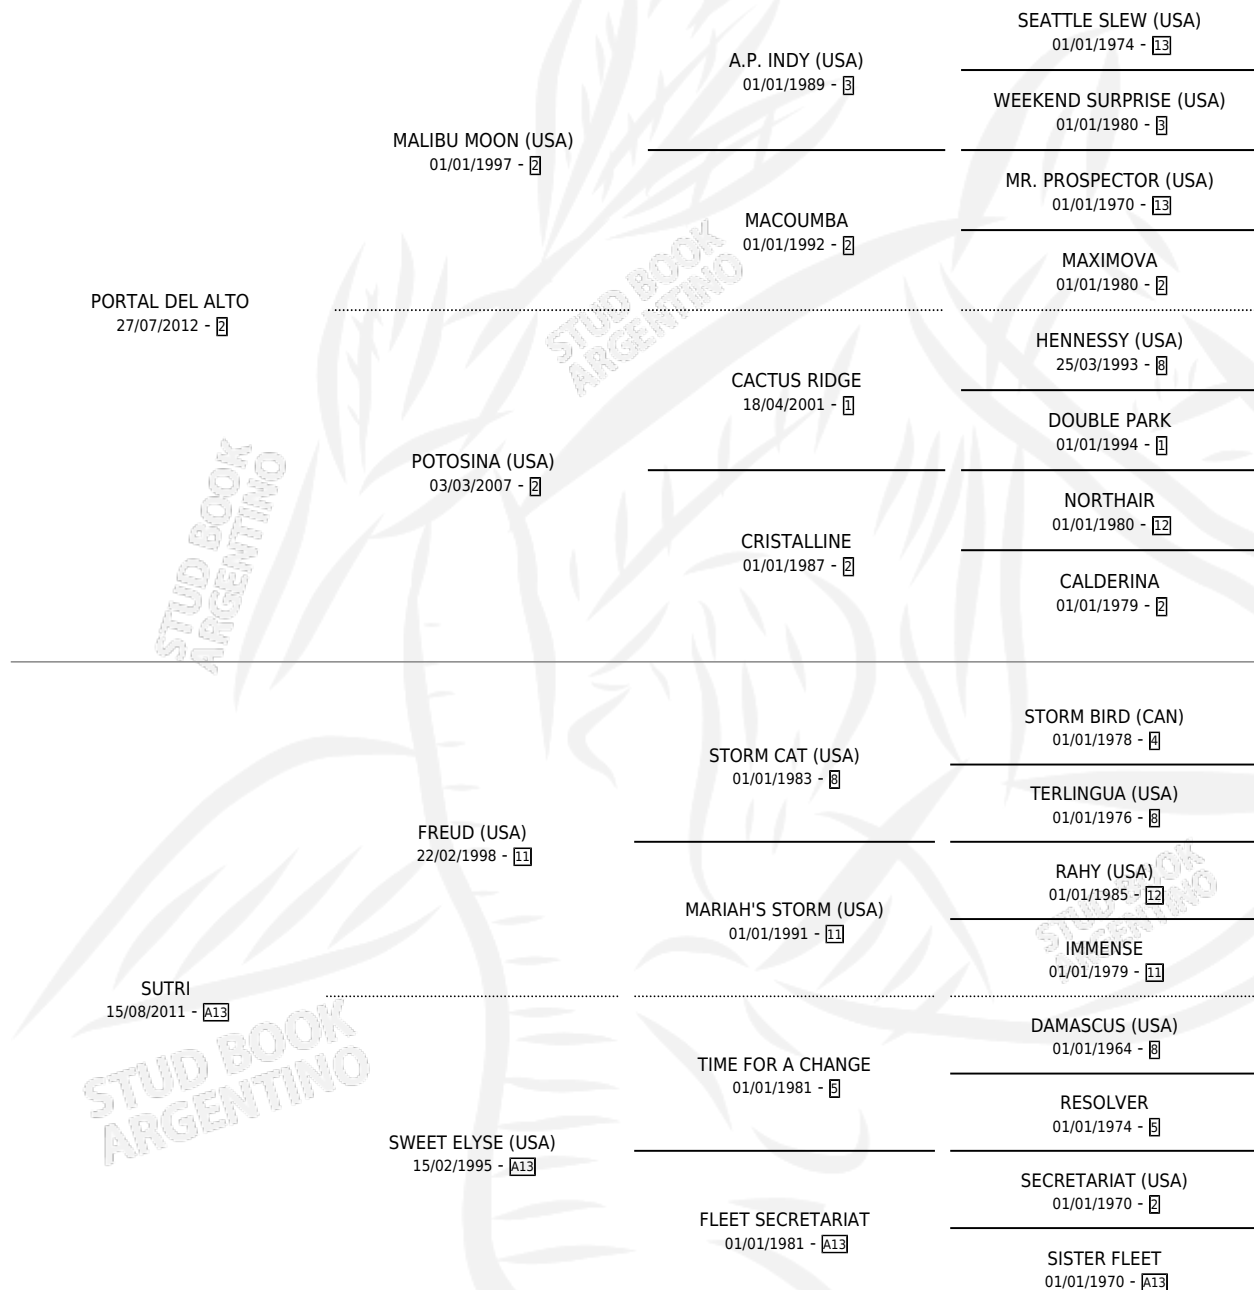 SEATTLE SLEW (USA)
01/01/1974 - 13
A.P. INDY (USA)
01/01/1989 - 3
WEEKEND SURPRISE (USA)
01/01/1980 - 3
MALIBU MOON (USA)
01/01/1997 - 2
MR. PROSPECTOR (USA)
01/01/1970 - 13
MACOUMBA
01/01/1992 - 2
MAXIMOVA
01/01/1980 - 2
PORTAL DEL ALTO
27/07/2012 - 2
HENNESSY (USA)
25/03/1993 - 8
CACTUS RIDGE
18/04/2001 - 1
DOUBLE PARK
01/01/1994 - 1
POTOSINA (USA)
03/03/2007 - 2
NORTHAIR
01/01/1980 - 12
CRISTALLINE
01/01/1987 - 2
CALDERINA
01/01/1979 - 2
STORM BIRD (CAN)
01/01/1978 - 4
STORM CAT (USA)
01/01/1983 - 8
TERLINGUA (USA)
01/01/1976 - 8
FREUD (USA)
22/02/1998 - 11
RAHY (USA)
01/01/1985 - 12
MARIAH'S STORM (USA)
01/01/1991 - 11
IMMENSE
01/01/1979 - 11
SUTRI
15/08/2011 - A13
DAMASCUS (USA)
01/01/1964 - 8
TIME FOR A CHANGE
01/01/1981 - 5
RESOLVER
01/01/1974 - 5
SWEET ELYSE (USA)
15/02/1995 - A13
SECRETARIAT (USA)
01/01/1970 - 2
FLEET SECRETARIAT
01/01/1981 - A13
SISTER FLEET
01/01/1970 - A13
STUD BOOK
ARGENTINO
STUD BOOK
ARGENTINO
STUD BOOK
ARGENTINO
STUD BOOK
ARGENTINO